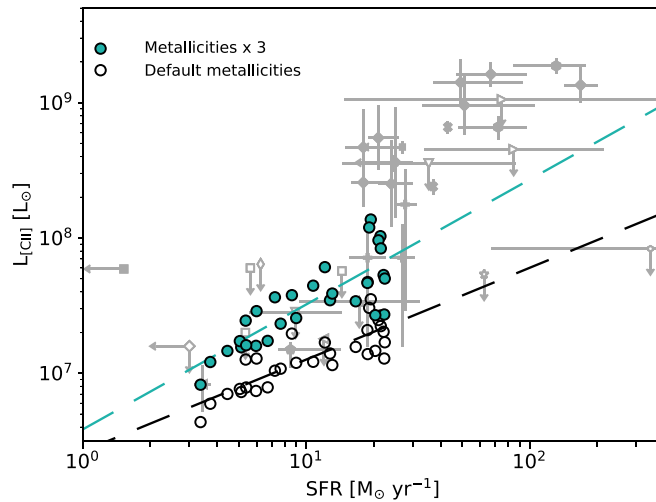 Metallicities x 3
Default metallicities
10⁹
10⁸
10⁷
L[CII] [L⊙]
10⁰
10¹
10²
SFR [M⊙ yr⁻¹]